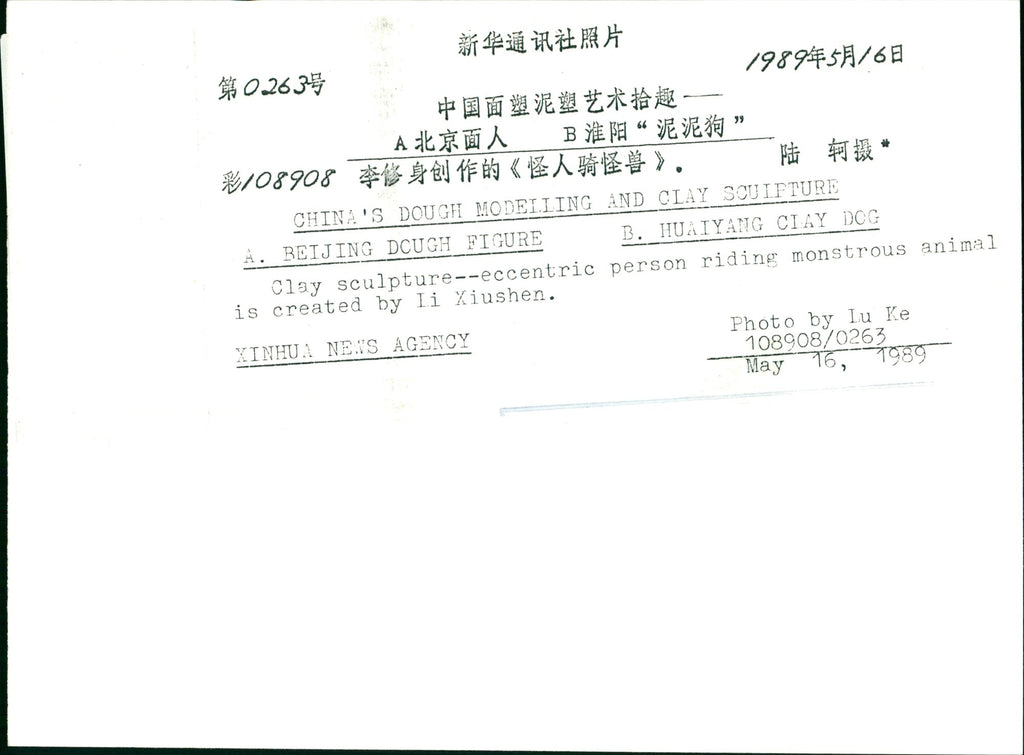 新华通讯社照片
第0263号
1989年5月16日
中国面塑泥塑艺术拾趣——
A北京面人 B淮阳“泥泥狗”
彩108908 李修身创作的《怪人骑怪兽》. 陆 轲摄*
CHINA'S DOUGH MODELLING AND CLAY SCULPTURE
A. BEIJING DOUGH FIGURE B. HUAIYANG CLAY DOG
Clay sculpture--eccentric person riding monstrous animal
is created by Li Xiushen.
XINHUA NEWS AGENCY
Photo by Lu Ke
108908/0263
May 16, 1989